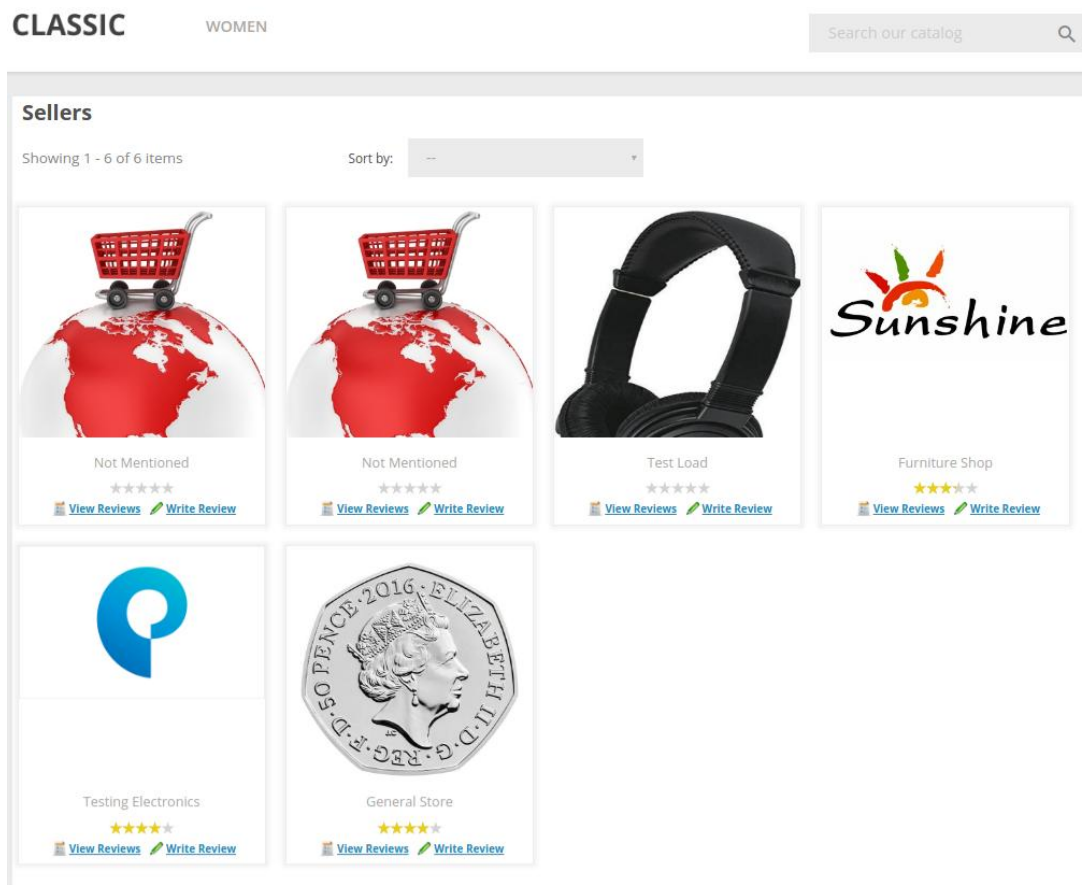 CLASSIC WOMEN Search our catalog
Sellers
Showing 1 - 6 of 6 items Sort by: --
Sunshine
Not Mentioned
View Reviews Write Review
Not Mentioned
View Reviews Write Review
Test Load
View Reviews Write Review
Furniture Shop
View Reviews Write Review
50 PENCE·2016·ELIZABETH II·D·G·REG·F·D·
Testing Electronics
View Reviews Write Review
General Store
View Reviews Write Review